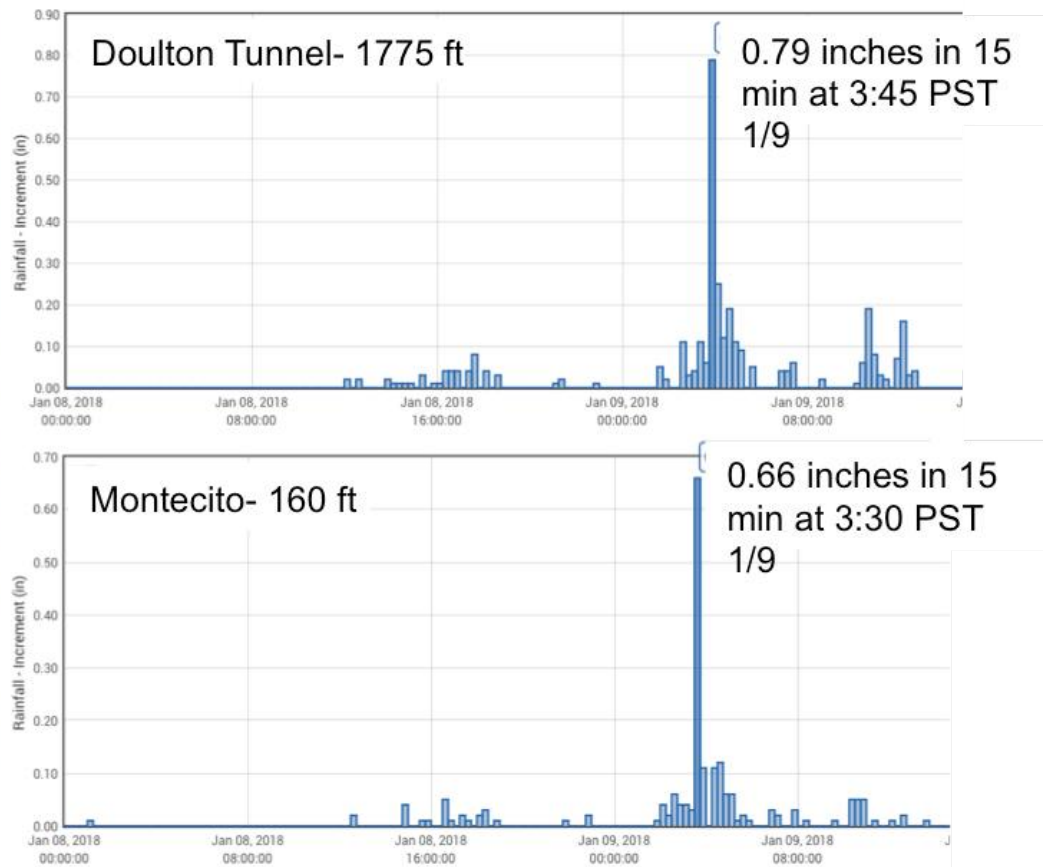 0.90
Doulton Tunnel- 1775 ft
0.79 inches in 15
min at 3:45 PST
1/9
0.80
0.70
0.60
0.50
0.40
0.30
0.20
0.10
0.00
Rainfall - Increment (in)
Jan 08, 2018 Jan 08, 2018 Jan 08, 2018 Jan 09, 2018 Jan 09, 2018 J
00:00:00 08:00:00 16:00:00 00:00:00 08:00:00
0.70
Montecito- 160 ft
0.66 inches in 15
min at 3:30 PST
1/9
0.60
0.50
0.40
0.30
0.20
0.10
0.00
Rainfall - Increment (in)
Jan 08, 2018 Jan 08, 2018 Jan 08, 2018 Jan 09, 2018 Jan 09, 2018 J
00:00:00 08:00:00 16:00:00 00:00:00 08:00:00